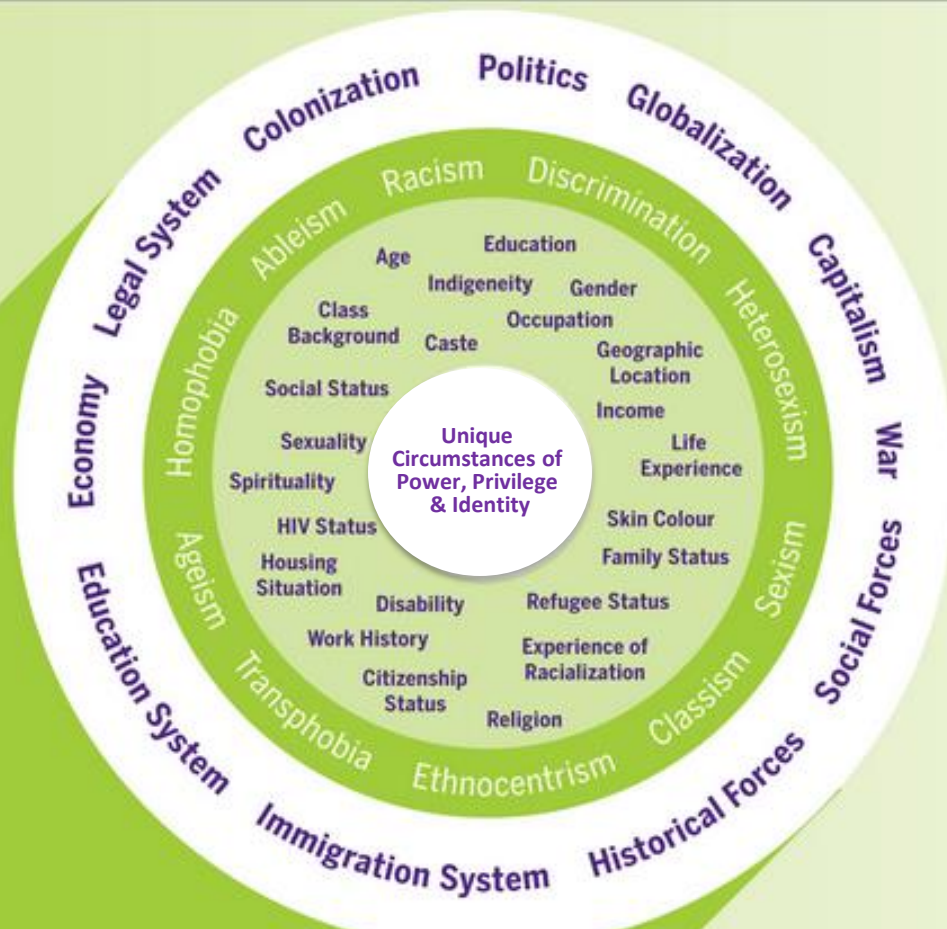 Politics
Globalization
Capitalism
War
Social Forces
Historical Forces
Immigration System
Education System
Economy
Legal System
Colonization
Racism
Discrimination
Heterosexism
Sexism
Classism
Ethnocentrism
Transphobia
Ageism
Homophobia
Ableism
Age
Education
Indigeneity
Gender
Class
Background
Occupation
Caste
Geographic
Location
Social Status
Income
Sexuality
Life
Experience
Spirituality
HIV Status
Skin Colour
Family Status
Housing
Situation
Disability
Refugee Status
Work History
Experience of
Racialization
Citizenship
Status
Religion
Unique
Circumstances of
Power, Privilege
& Identity